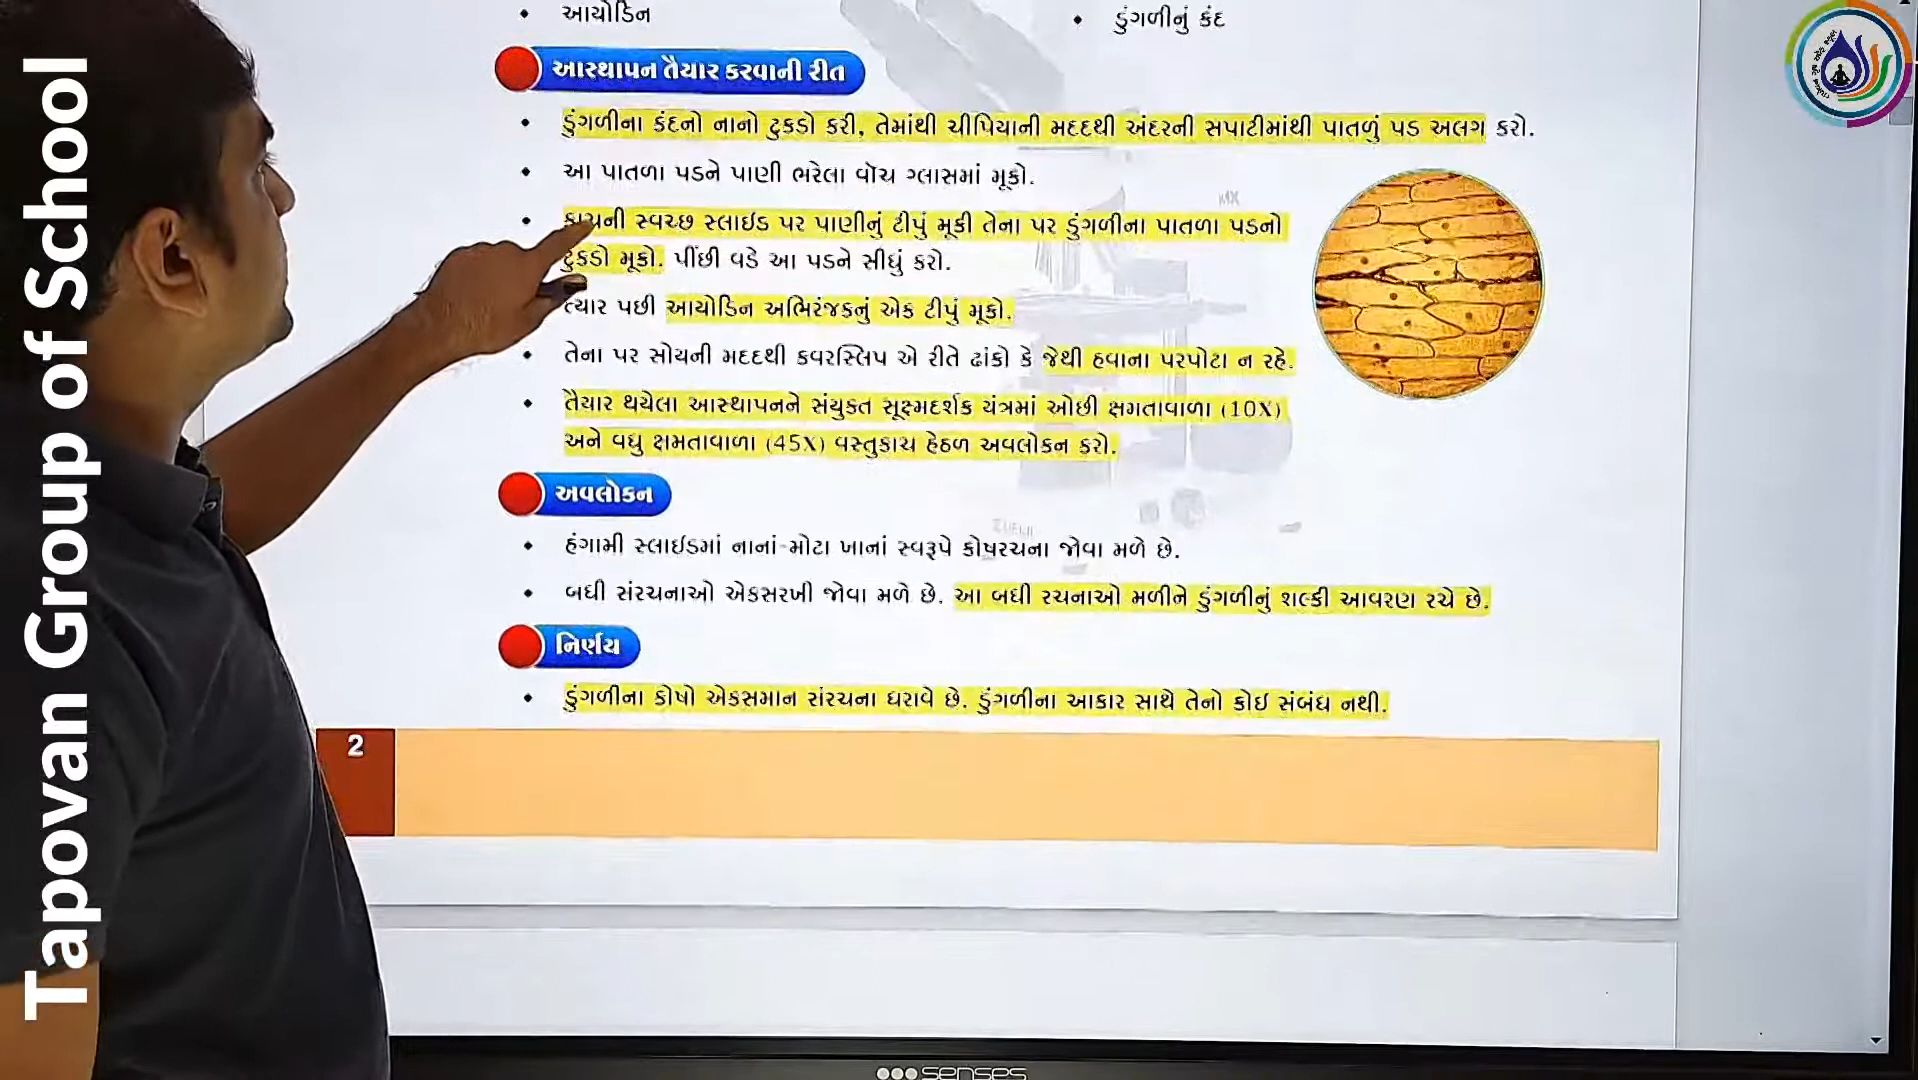 • આયોડિન
• ડુંગળીનું કંદ
આસ્થાપન તૈયાર કરવાની રીત
• ડુંગળીના કંદનો નાનો ટુકડો કરી, તેમાંથી ચીપિયાની મદદથી અંદરની સપાટીમાંથી પાતળું પડ અલગ કરો.
• આ પાતળા પડને પાણી ભરેલા વૉચ ગ્લાસમાં મૂકો.
• કાચની સ્વચ્છ સ્લાઈડ પર પાણીનું ટીપું મૂકી તેના પર ડુંગળીના પાતળા પડનો
ટુકડો મૂકો. પીંછી વડે આ પડને સીધું કરો.
ત્યાર પછી આયોડિન અભિરંજકનું એક ટીપું મૂકો.
• તેના પર સોયની મદદથી કવરસ્લિપ એ રીતે ઢાંકો કે જેથી હવાના પરપોટા ન રહે.
• તૈયાર થયેલા આસ્થાપનને સંયુક્ત સૂક્ષ્મદર્શક યંત્રમાં ઓછી ક્ષમતાવાળા (10X)
અને વધુ ક્ષમતાવાળા (45X) વસ્તુકાચ હેઠળ અવલોકન કરો.
અવલોકન
• હંગામી સ્લાઈડમાં નાનાં-મોટા ખાનાં સ્વરૂપે કોષરચના જોવા મળે છે.
• બધી સંરચનાઓ એકસરખી જોવા મળે છે. આ બધી રચનાઓ મળીને ડુંગળીનું શલ્કી આવરણ રચે છે.
નિર્ણય
• ડુંગળીના કોષો એકસમાન સંરચના ધરાવે છે. ડુંગળીના આકાર સાથે તેનો કોઈ સંબંધ નથી.
2
Tapovan Group of School
senses